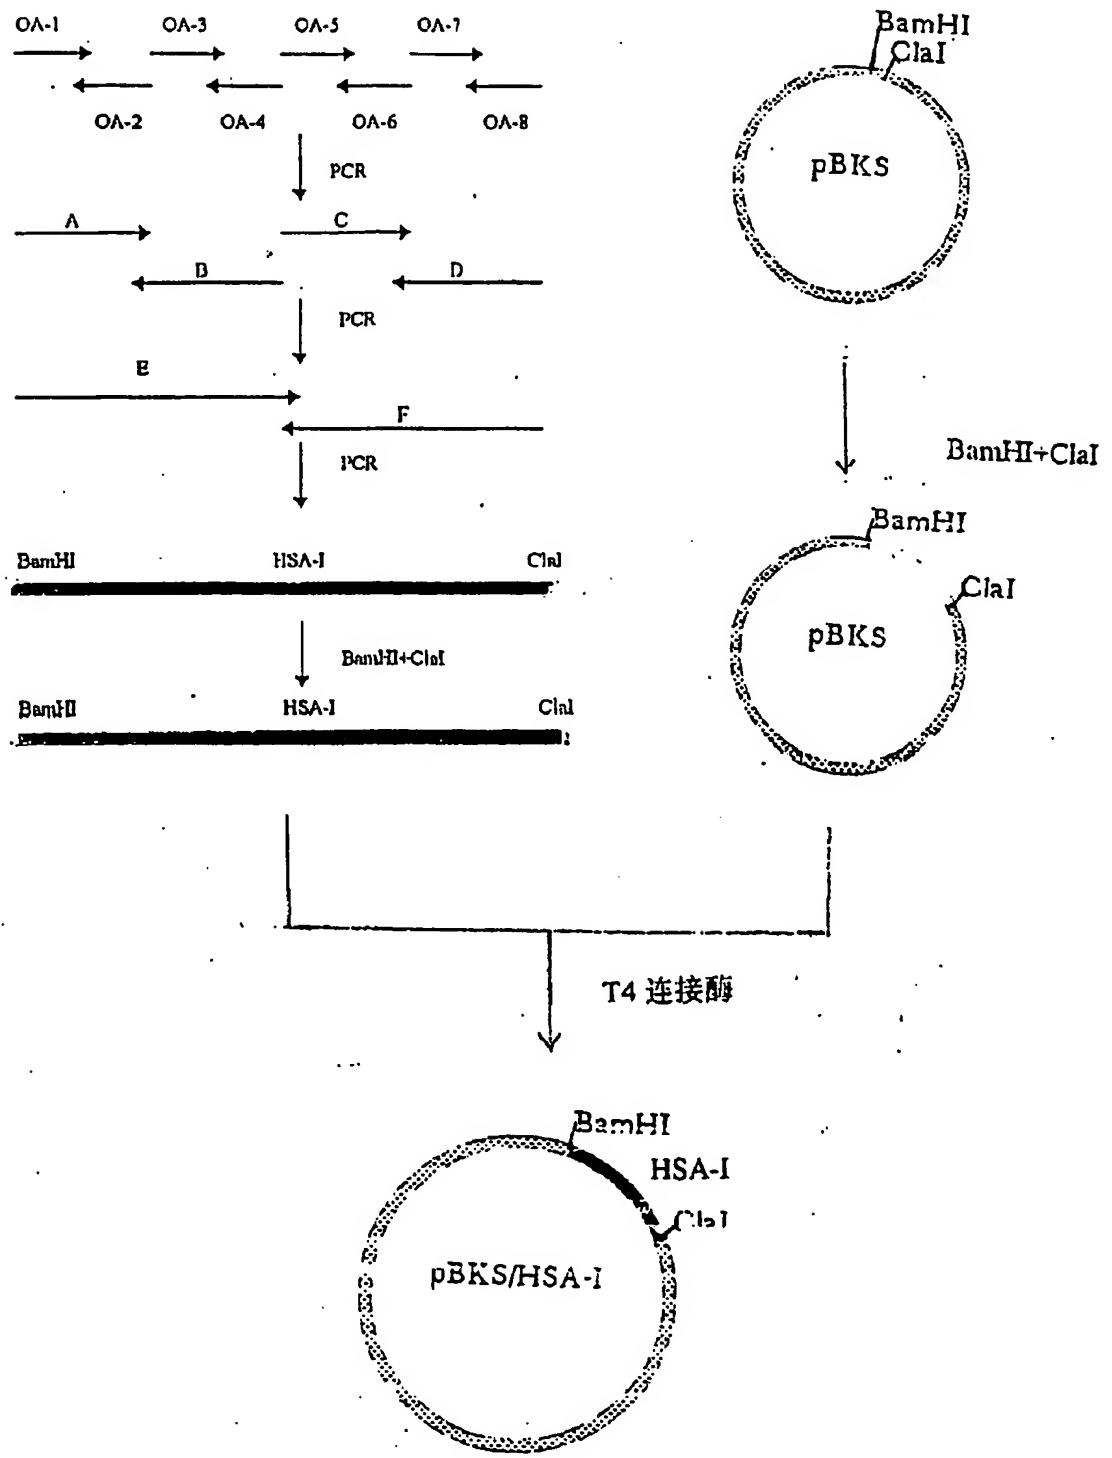 OA-1 OA-3 OA-5 OA-7
OA-2 OA-4 OA-6 OA-8
PCR
A C
B D
PCR
E
F
PCR
BamHI HSA-I ClaI
BamHI+ClaI
BamHI HSA-I ClaI
BamHI
ClaI
pBKS
BamHI+ClaI
BamHI
ClaI
pBKS
T4 连接酶
BamHI
HSA-I
ClaI
pBKS/HSA-I